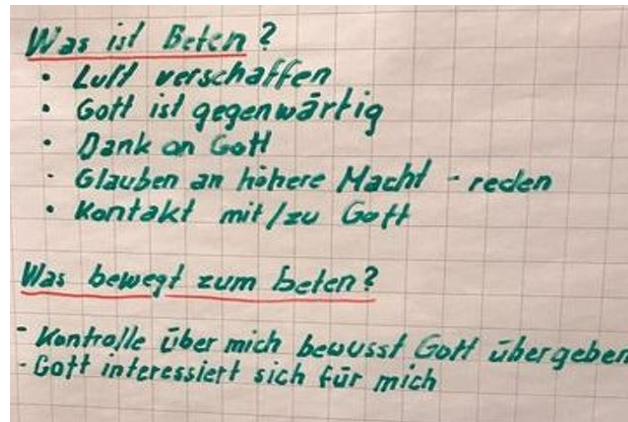 Was ist Beten?
• Luft verschaffen
• Gott ist gegenwärtig
• Dank an Gott
• Glauben an höhere Macht - reden
• Kontakt mit/zu Gott
Was bewegt zum beten?
- Kontrolle über mich bewusst Gott übergeben
- Gott interessiert sich für mich